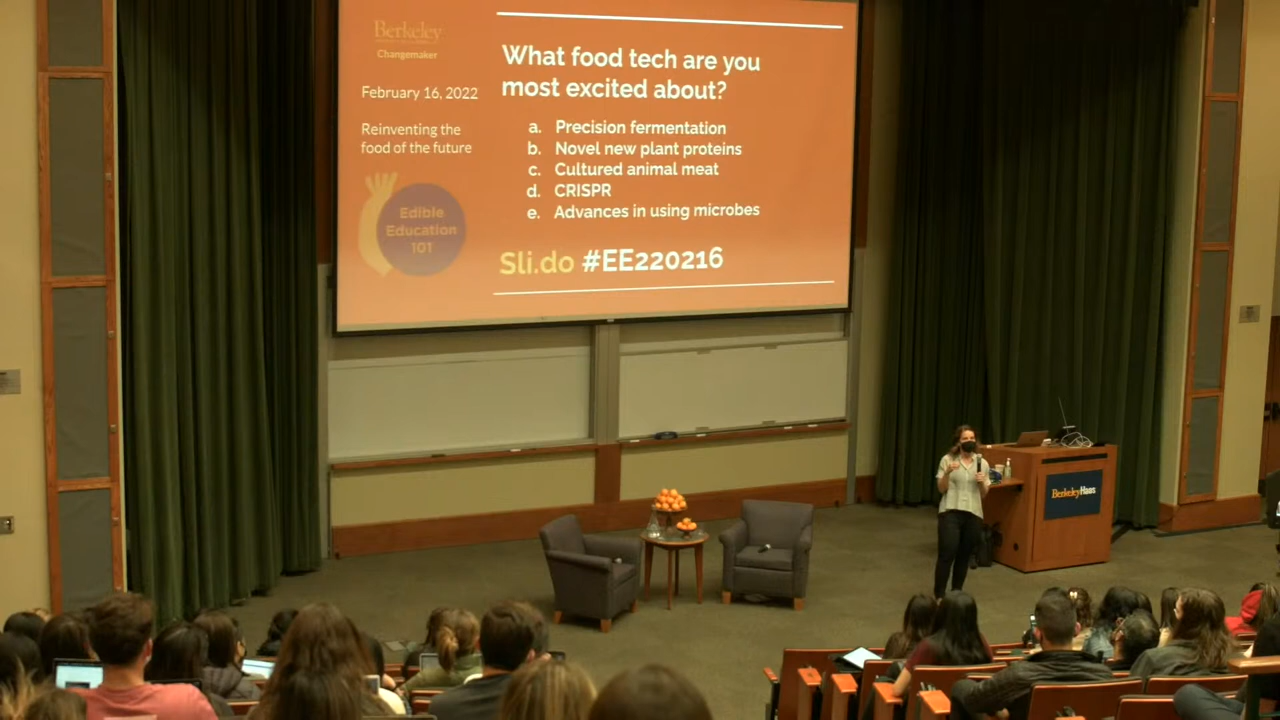 Berkeley
Changemaker
February 16, 2022
Reinventing the
food of the future
Edible
Education
101
What food tech are you
most excited about?
a. Precision fermentation
b. Novel new plant proteins
c. Cultured animal meat
d. CRISPR
e. Advances in using microbes
Sli.do #EE220216
BerkeleyHaas